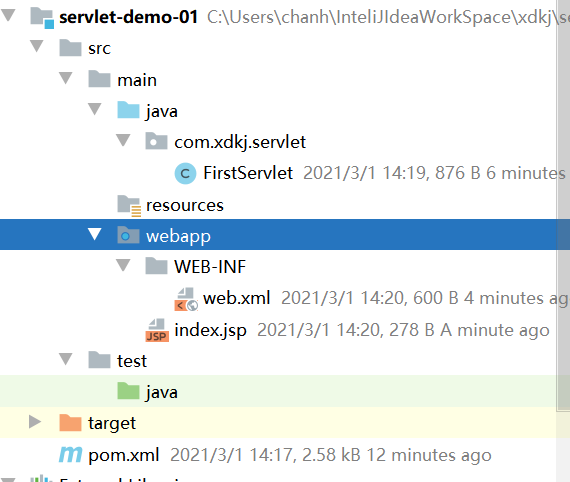 servlet-demo-01 C:\Users\chanh\InteliJIdeaWorkSpace\xdkj\
src
main
java
com.xdkj.servlet
C FirstServlet 2021/3/1 14:19, 876 B 6 minutes
resources
webapp
WEB-INF
web.xml 2021/3/1 14:20, 600 B 4 minutes ag
JSP index.jsp 2021/3/1 14:20, 278 B A minute ago
test
java
target
m pom.xml 2021/3/1 14:17, 2.58 kB 12 minutes ago